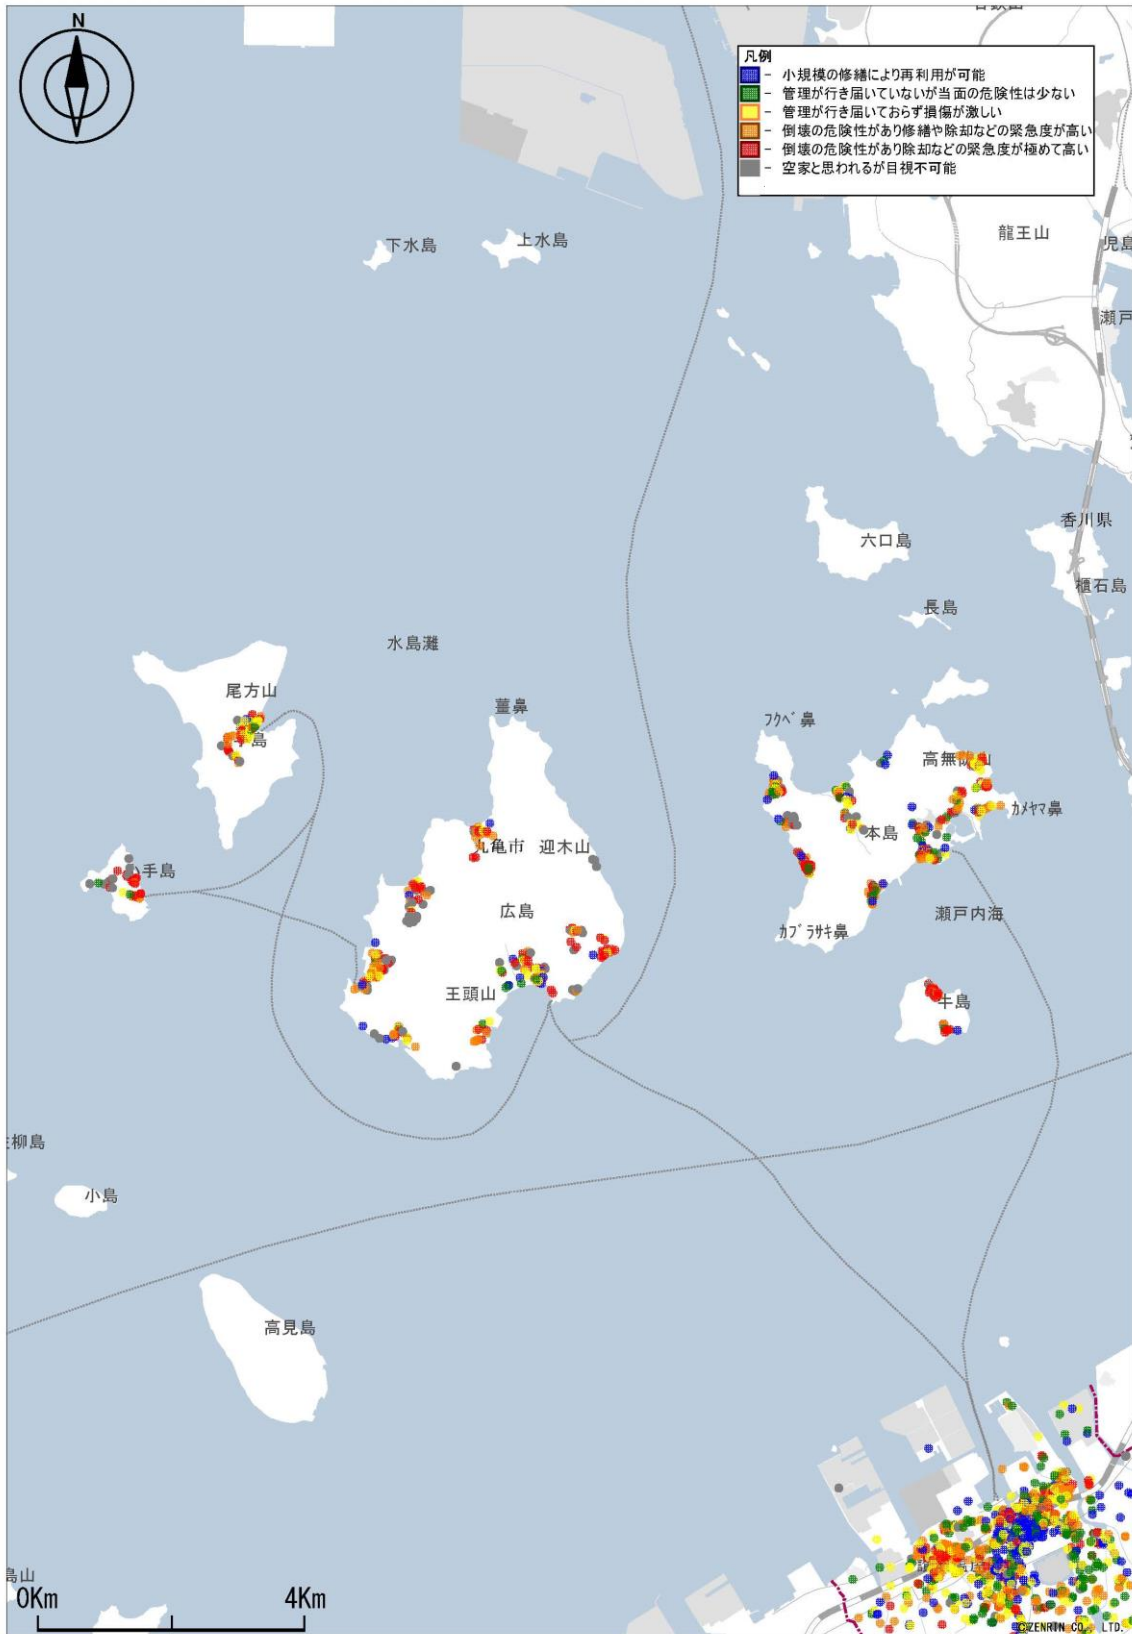 N
凡例
- 小規模の修繕により再利用が可能
- 管理が行き届いていないが当面の危険性は少ない
- 管理が行き届いておらず損傷が激しい
- 倒壊の危険性があり修繕や除却などの緊急度が高い
- 倒壊の危険性があり除却などの緊急度が極めて高い
- 空家と思われるが目視不可能
龍王山
児島
下水島
上水島
瀬戸
香川県
六口島
櫃石島
長島
水島灘
尾方山
薑鼻
フクベ鼻
高無
山
カメヤマ鼻
島
丸亀市
迎木山
本島
手島
広島
瀬戸内海
カブラサキ鼻
王頭山
牛島
柳島
小島
高見島
島山
0Km
4Km
©ZENRIN CO., LTD.